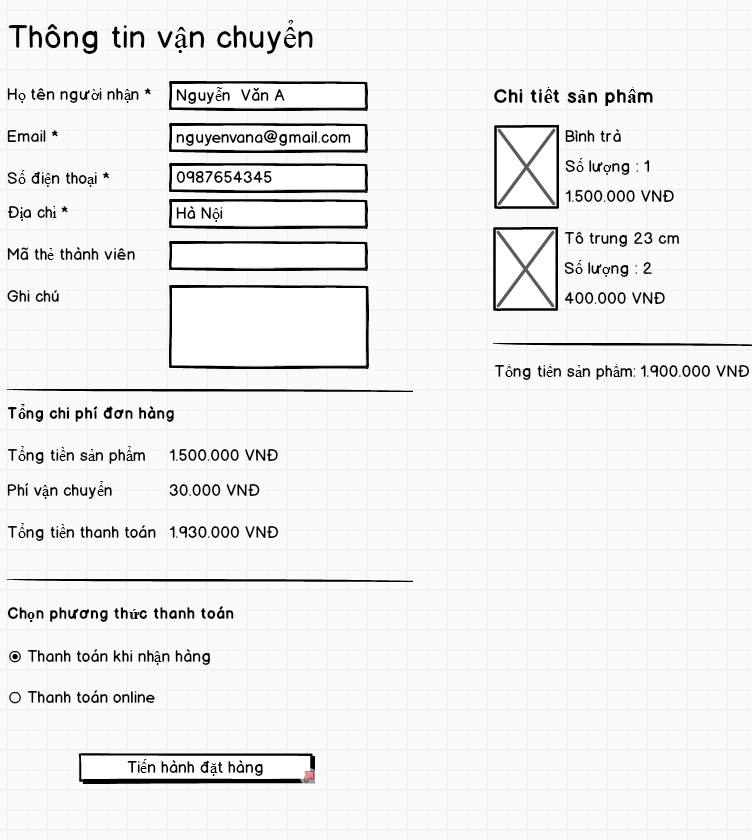 Thông tin vận chuyển
Họ tên người nhận *
Nguyễn Văn A
Email *
nguyenvana@gmail.com
Số điện thoại *
0987654345
Địa chỉ *
Hà Nội
Mã thẻ thành viên
Ghi chú
Tổng chi phí đơn hàng
Tổng tiền sản phẩm 1.500.000 VNĐ
Phí vận chuyển 30.000 VNĐ
Tổng tiền thanh toán 1.930.000 VNĐ
Chọn phương thức thanh toán
Thanh toán khi nhận hàng
Thanh toán online
Tiến hành đặt hàng
Chi tiết sản phẩm
Bình trà
Số lượng : 1
1.500.000 VNĐ
Tô trung 23 cm
Số lượng : 2
400.000 VNĐ
Tổng tiền sản phẩm: 1.900.000 VNĐ